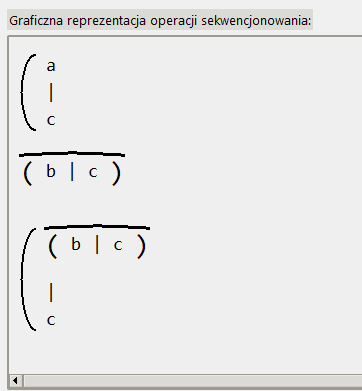 Graficzna reprezentacja operacji sekwencjonowania:
a
|
c
( b | c )
( b | c )
|
c